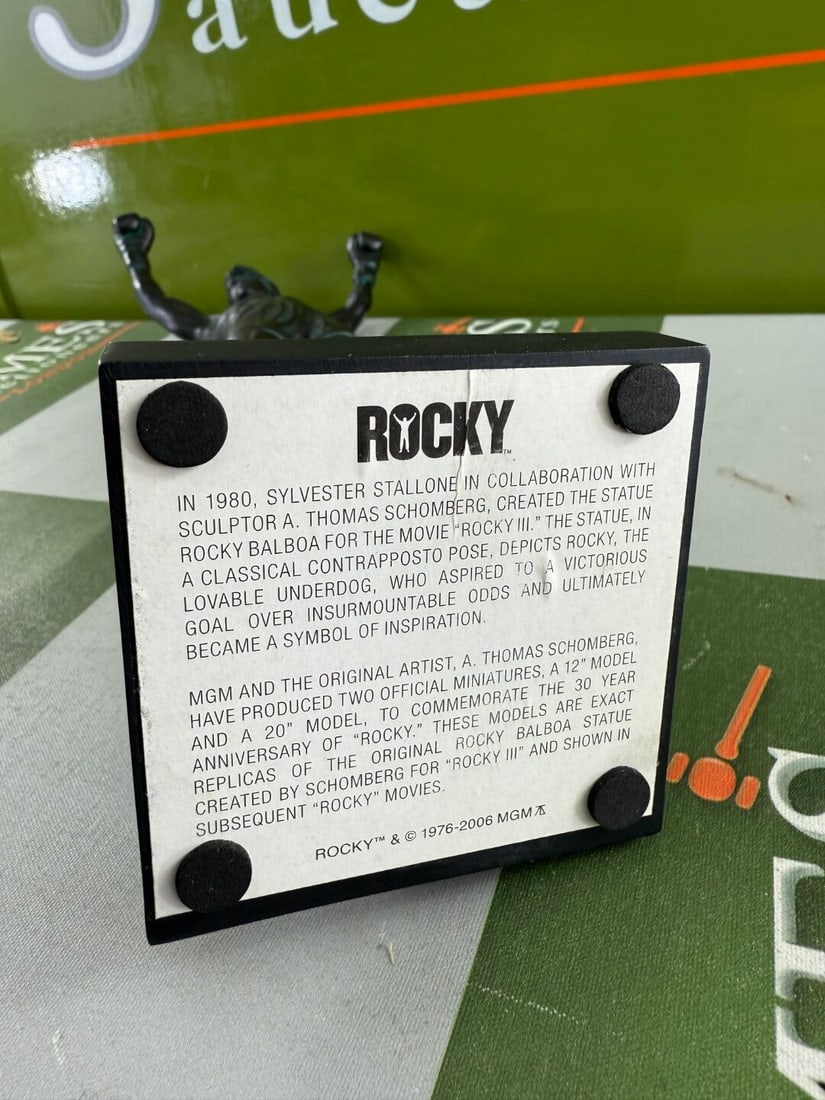 ROCKY™
IN 1980, SYLVESTER STALLONE IN COLLABORATION WITH
SCULPTOR A. THOMAS SCHOMBERG, CREATED THE STATUE
ROCKY BALBOA FOR THE MOVIE “ROCKY III.” THE STATUE, IN
A CLASSICAL CONTRAPPOSTO POSE, DEPICTS ROCKY, THE
LOVABLE UNDERDOG, WHO ASPIRED TO A VICTORIOUS
GOAL OVER INSURMOUNTABLE ODDS AND ULTIMATELY
BECAME A SYMBOL OF INSPIRATION.
MGM AND THE ORIGINAL ARTIST, A. THOMAS SCHOMBERG,
HAVE PRODUCED TWO OFFICIAL MINIATURES, A 12” MODEL
AND A 20” MODEL, TO COMMEMORATE THE 30 YEAR
ANNIVERSARY OF “ROCKY.” THESE MODELS ARE EXACT
REPLICAS OF THE ORIGINAL ROCKY BALBOA STATUE
CREATED BY SCHOMBERG FOR “ROCKY III” AND SHOWN IN
SUBSEQUENT “ROCKY” MOVIES.
ROCKY™ & © 1976-2006 MGM